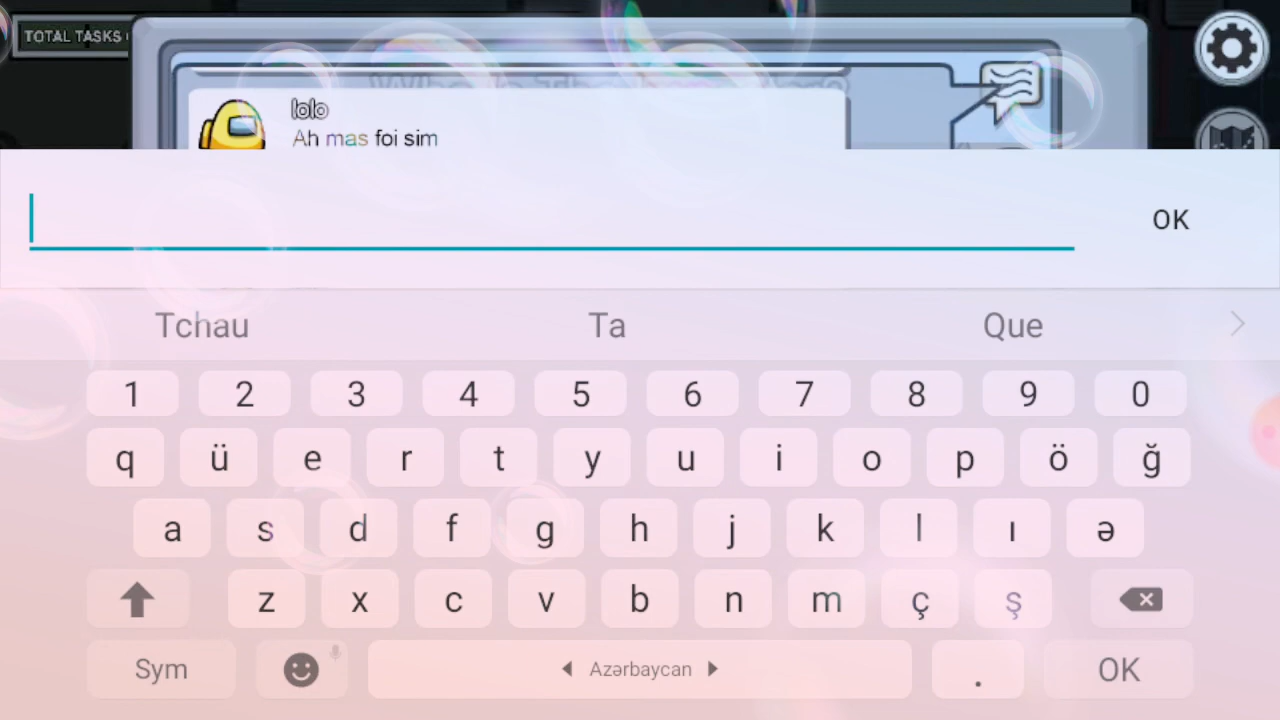 TOTAL TASKS
lolo
Ah mas foi sim
OK
Tchau Ta Que
1 2 3 4 5 6 7 8 9 0
q ü e r t y u i o p ö ğ
a s d f g h j k l ı ə
z x c v b n m ç ş
Sym Azərbaycan . OK